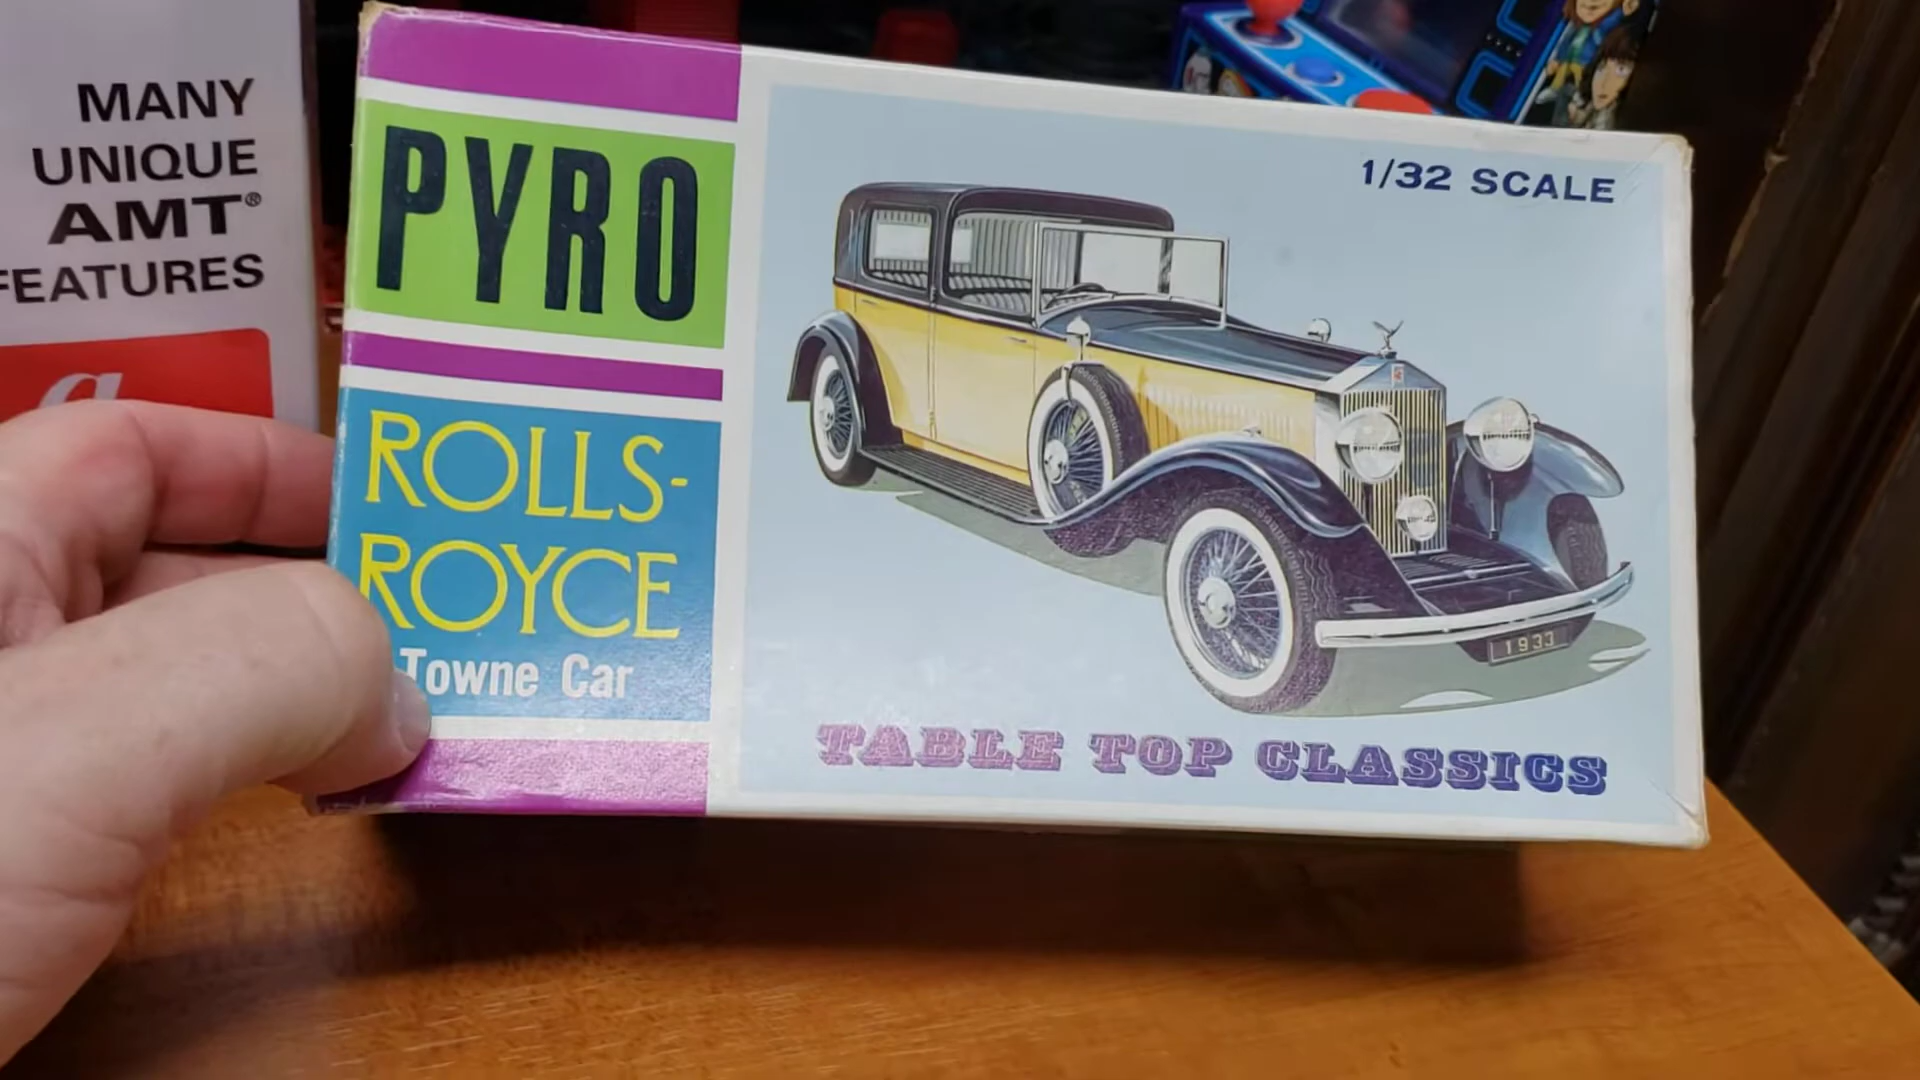 MANY
UNIQUE
AMT®
FEATURES
a
PYRO
ROLLS-
ROYCE
Towne Car
1/32 SCALE
1933
TABLE TOP CLASSICS